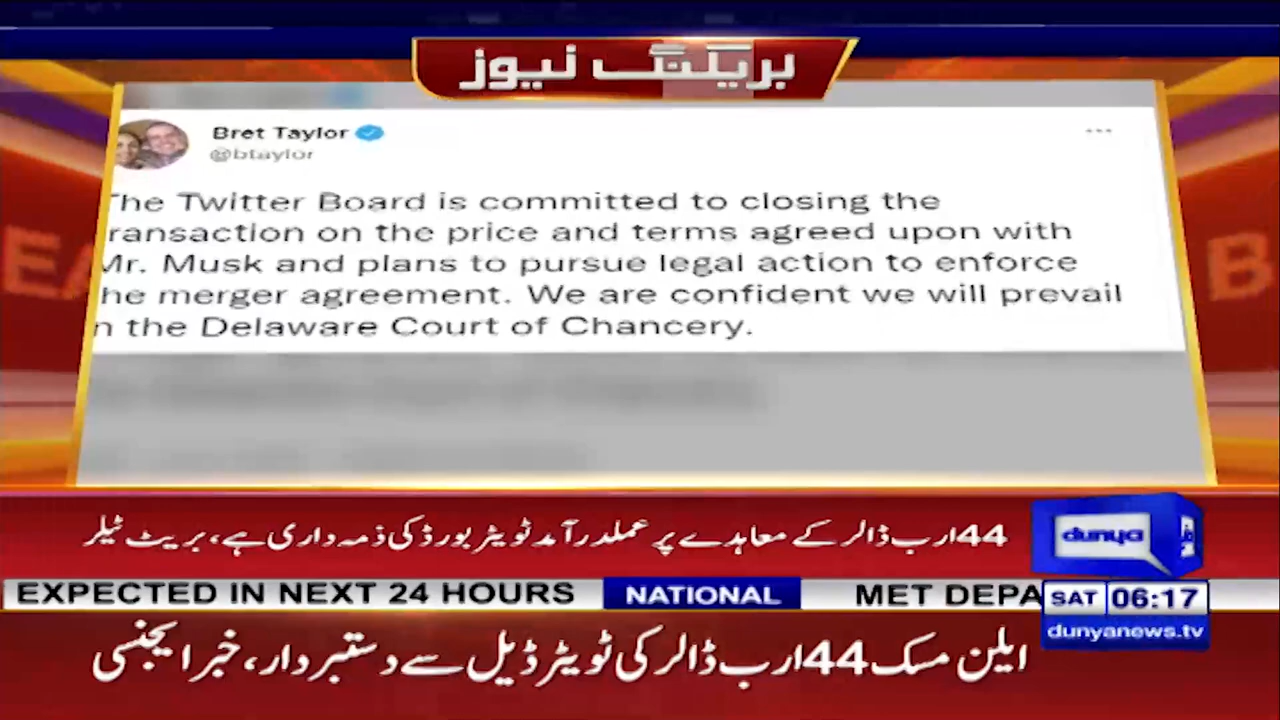 بریکنگ نیوز
Bret Taylor
@btaylor
The Twitter Board is committed to closing the
ransaction on the price and terms agreed upon with
Mr. Musk and plans to pursue legal action to enforce
he merger agreement. We are confident we will prevail
n the Delaware Court of Chancery.
44 ارب ڈالر کے معاہدے پر عملدرآمد ٹویٹر بورڈ کی ذمہ داری ہے، بریٹ ٹیلر
dunya
EXPECTED IN NEXT 24 HOURS NATIONAL MET DEPA
SAT 06:17
dunyanews.tv
ایلن مسک 44 ارب ڈالر کی ٹویٹر ڈیل سے دستبردار، خبر ایجنسی